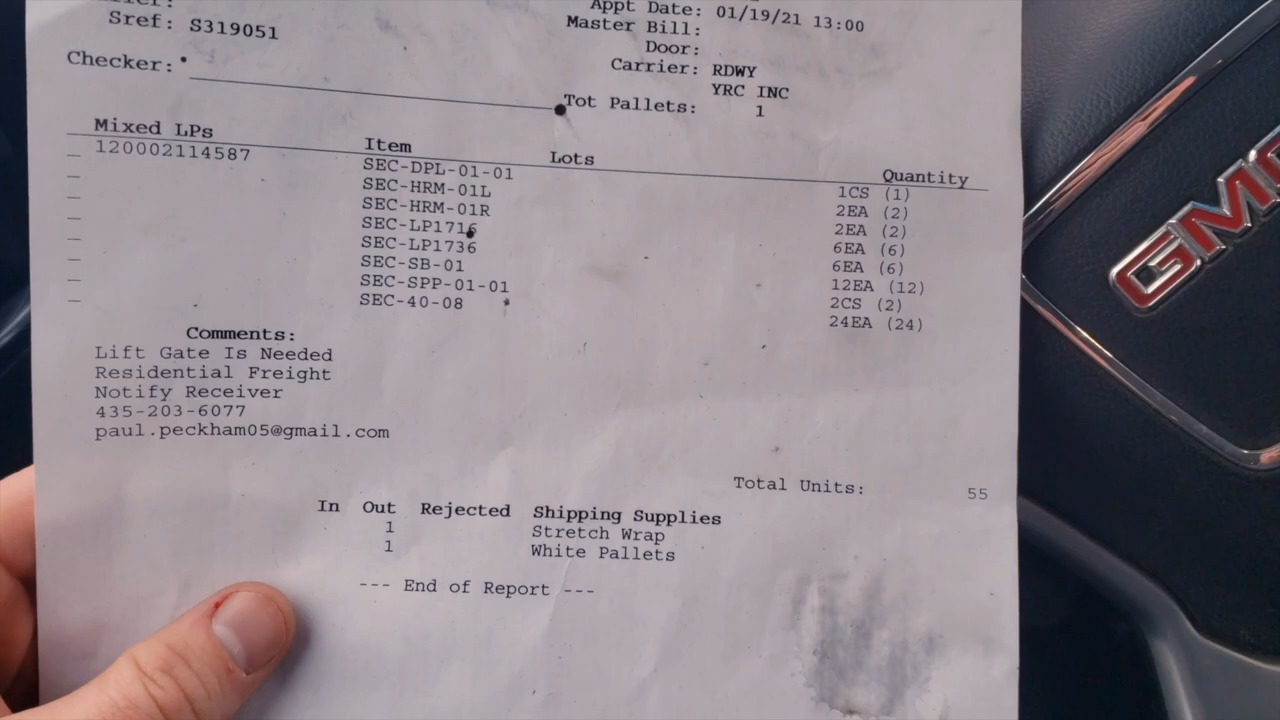 Sref: S319051
Appt Date: 01/19/21 13:00
Master Bill:
Door:
Checker:
Carrier: RDWY
YRC INC
Tot Pallets: 1
Mixed LPs Item Lots Quantity
120002114587 SEC-DPL-01-01 1CS (1)
SEC-HRM-01L 2EA (2)
SEC-HRM-01R 2EA (2)
SEC-LP1716 6EA (6)
SEC-LP1736 6EA (6)
SEC-SB-01 12EA (12)
SEC-SPP-01-01 2CS (2)
SEC-40-08 24EA (24)
Comments:
Lift Gate Is Needed
Residential Freight
Notify Receiver
435-203-6077
paul.peckham05@gmail.com
Total Units: 55
In Out Rejected Shipping Supplies
1 Stretch Wrap
1 White Pallets
--- End of Report ---
GMC